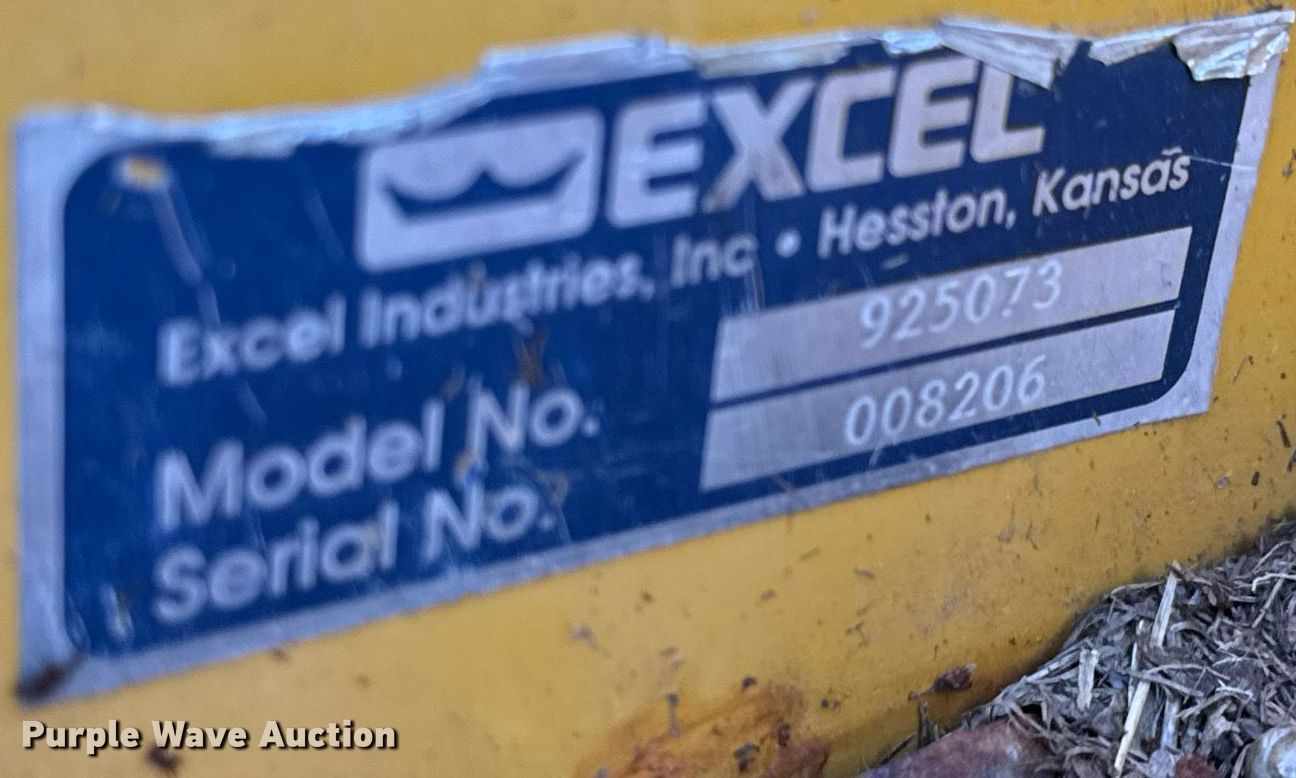 EXCEL
Excel Industries, Inc • Hesston, Kansas
Model No. 925073
Serial No. 008206
Purple Wave Auction